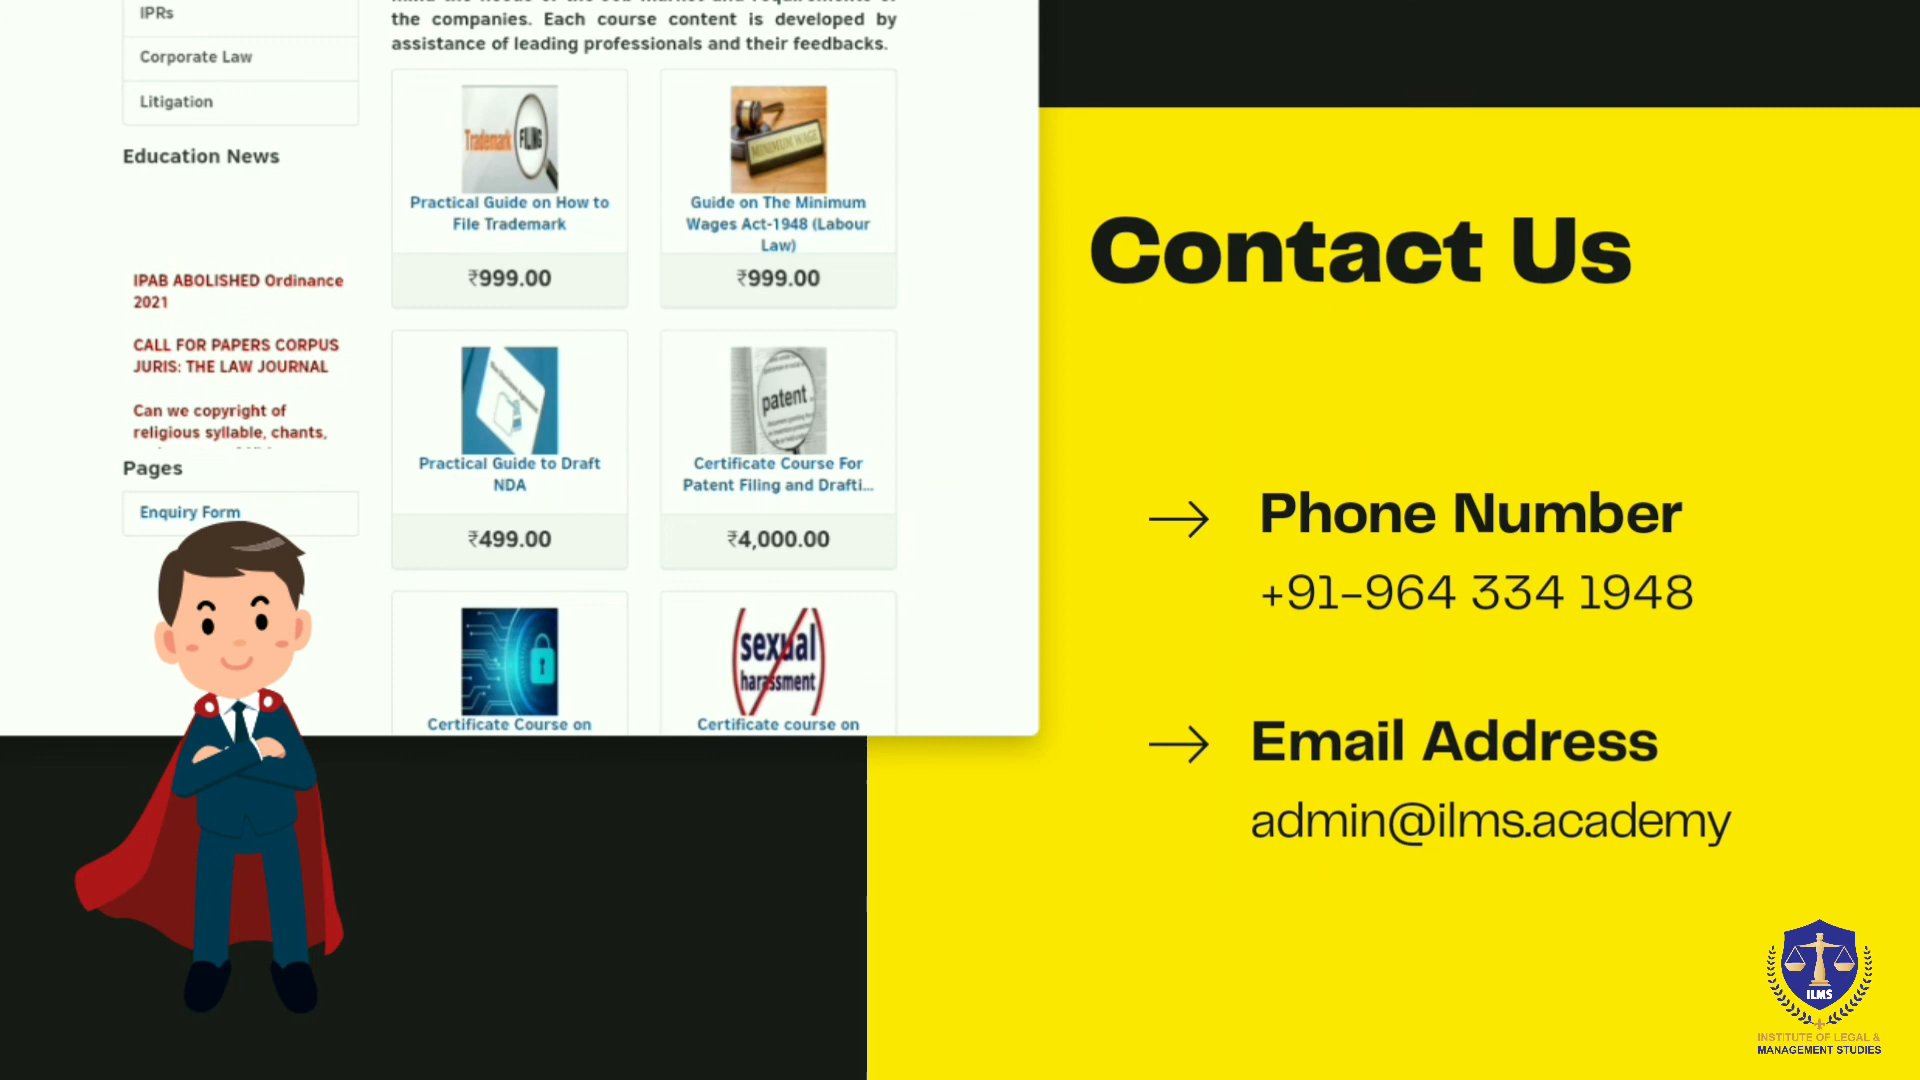 IPRs
Corporate Law
Litigation
Education News
IPAB ABOLISHED Ordinance
2021
CALL FOR PAPERS CORPUS
JURIS: THE LAW JOURNAL
Can we copyright of
religious syllable, chants,
Pages
Enquiry Form
the companies. Each course content is developed by
assistance of leading professionals and their feedbacks.
Trademark FILING
Practical Guide on How to
File Trademark
₹999.00
MINIMUM WAGE
Guide on The Minimum
Wages Act-1948 (Labour
Law)
₹999.00
Practical Guide to Draft
NDA
₹499.00
patent
Certificate Course For
Patent Filing and Drafti...
₹4,000.00
Certificate Course on
sexual
harassment
Certificate course on
Contact Us
Phone Number
+91-964 334 1948
Email Address
admin@ilms.academy
ILMS
INSTITUTE OF LEGAL &
MANAGEMENT STUDIES